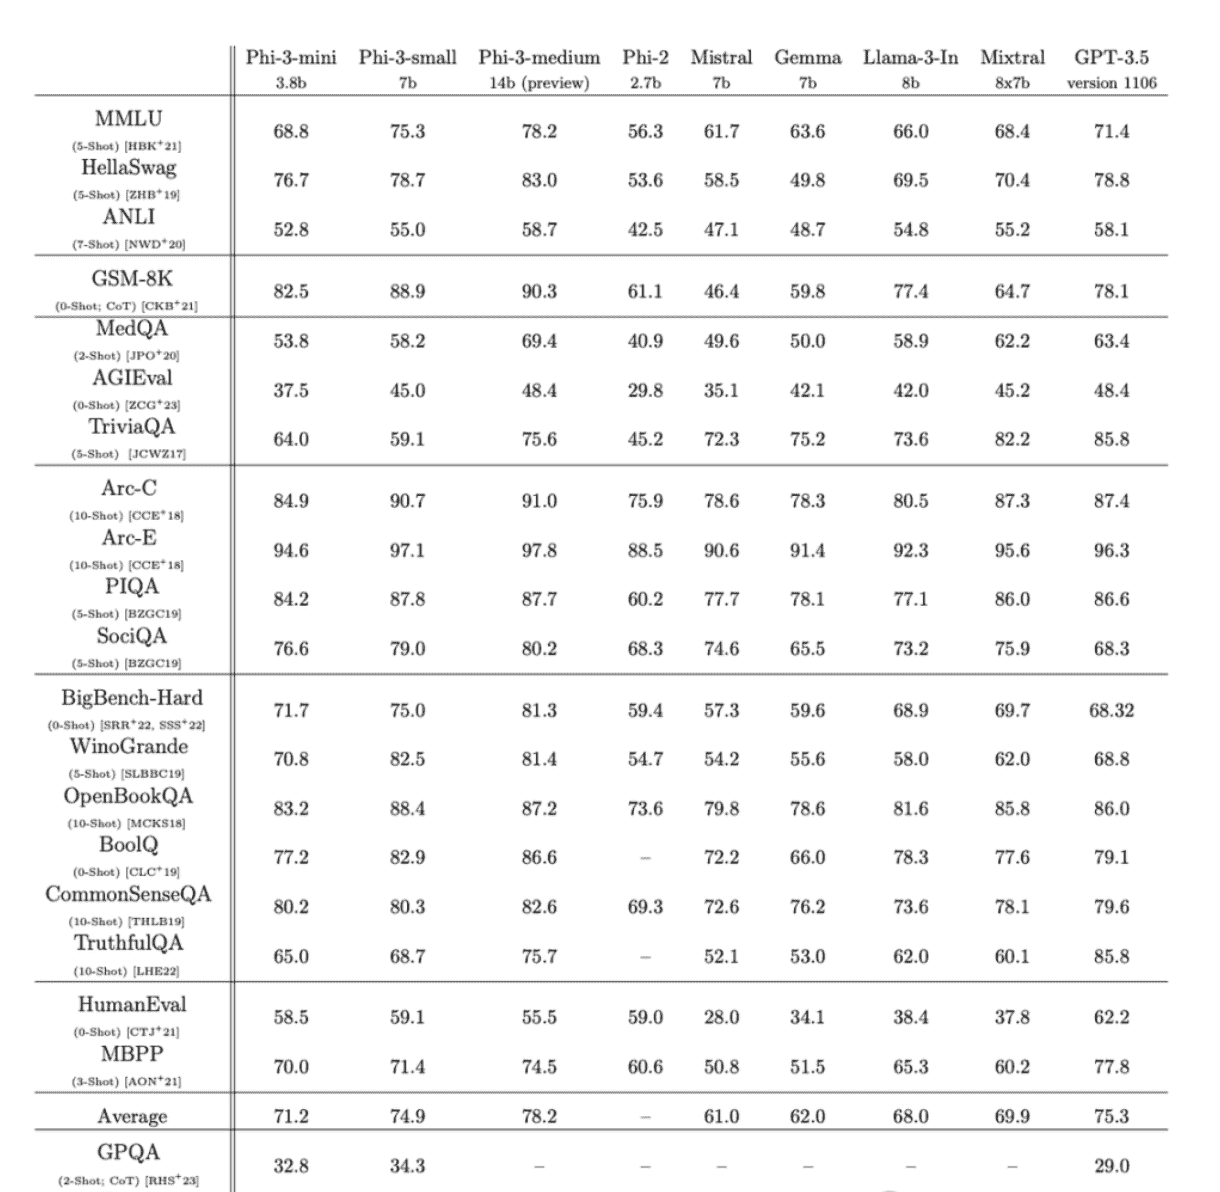 Phi-3-mini Phi-3-small Phi-3-medium Phi-2 Mistral Gemma Llama-3-In Mixtral GPT-3.5
3.8b 7b 14b (preview) 2.7b 7b 7b 8b 8x7b version 1106
MMLU
68.8 75.3 78.2 56.3 61.7 63.6 66.0 68.4 71.4
(5-Shot) [HBK+21]
HellaSwag
76.7 78.7 83.0 53.6 58.5 49.8 69.5 70.4 78.8
(5-Shot) [ZHB+19]
ANLI
52.8 55.0 58.7 42.5 47.1 48.7 54.8 55.2 58.1
(7-Shot) [NWD+20]
GSM-8K
82.5 88.9 90.3 61.1 46.4 59.8 77.4 64.7 78.1
(0-Shot; CoT) [CKB+21]
MedQA
53.8 58.2 69.4 40.9 49.6 50.0 58.9 62.2 63.4
(2-Shot) [JPO+20]
AGIEval
37.5 45.0 48.4 29.8 35.1 42.1 42.0 45.2 48.4
(0-Shot) [ZCG+23]
TriviaQA
64.0 59.1 75.6 45.2 72.3 75.2 73.6 82.2 85.8
(5-Shot) [JCWZ17]
Arc-C
84.9 90.7 91.0 75.9 78.6 78.3 80.5 87.3 87.4
(10-Shot) [CCE+18]
Arc-E
94.6 97.1 97.8 88.5 90.6 91.4 92.3 95.6 96.3
(10-Shot) [CCE+18]
PIQA
84.2 87.8 87.7 60.2 77.7 78.1 77.1 86.0 86.6
(5-Shot) [BZGC19]
SociQA
76.6 79.0 80.2 68.3 74.6 65.5 73.2 75.9 68.3
(5-Shot) [BZGC19]
BigBench-Hard
71.7 75.0 81.3 59.4 57.3 59.6 68.9 69.7 68.32
(0-Shot) [SRR+22, SSS+22]
WinoGrande
70.8 82.5 81.4 54.7 54.2 55.6 58.0 62.0 68.8
(5-Shot) [SLBBC19]
OpenBookQA
83.2 88.4 87.2 73.6 79.8 78.6 81.6 85.8 86.0
(10-Shot) [MCKS18]
BoolQ
77.2 82.9 86.6 – 72.2 66.0 78.3 77.6 79.1
(0-Shot) [CLC+19]
CommonSenseQA
80.2 80.3 82.6 69.3 72.6 76.2 73.6 78.1 79.6
(10-Shot) [THLB19]
TruthfulQA
65.0 68.7 75.7 – 52.1 53.0 62.0 60.1 85.8
(10-Shot) [LHE22]
HumanEval
58.5 59.1 55.5 59.0 28.0 34.1 38.4 37.8 62.2
(0-Shot) [CTJ+21]
MBPP
70.0 71.4 74.5 60.6 50.8 51.5 65.3 60.2 77.8
(3-Shot) [AON+21]
Average 71.2 74.9 78.2 – 61.0 62.0 68.0 69.9 75.3
GPQA
32.8 34.3 – – – – – – 29.0
(2-Shot; CoT) [RHS+23]